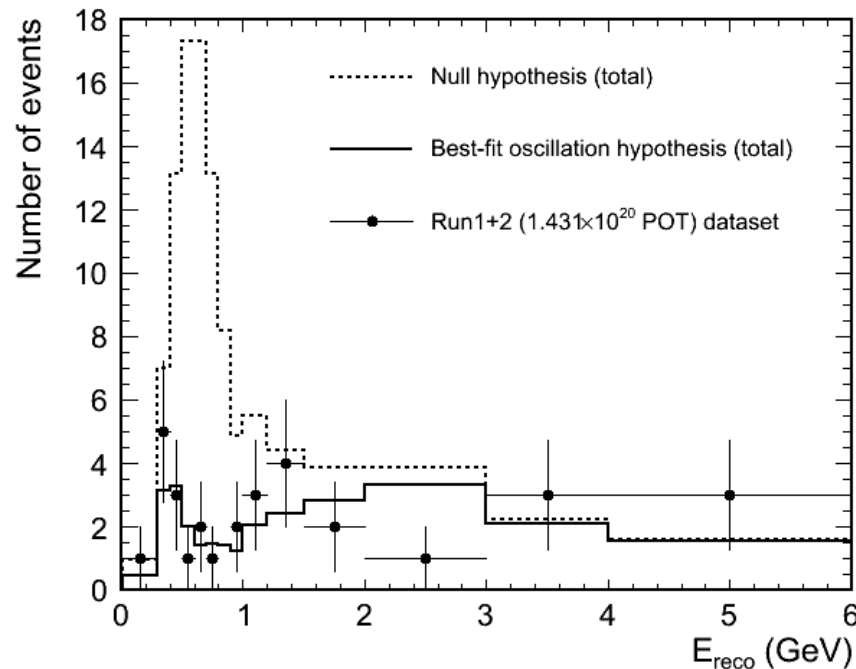 Number of events
18
16
14
12
10
8
6
4
2
0
Null hypothesis (total)
Best-fit oscillation hypothesis (total)
Run1+2 (1.431×10²⁰ POT) dataset
0 1 2 3 4 5 6
E_reco (GeV)